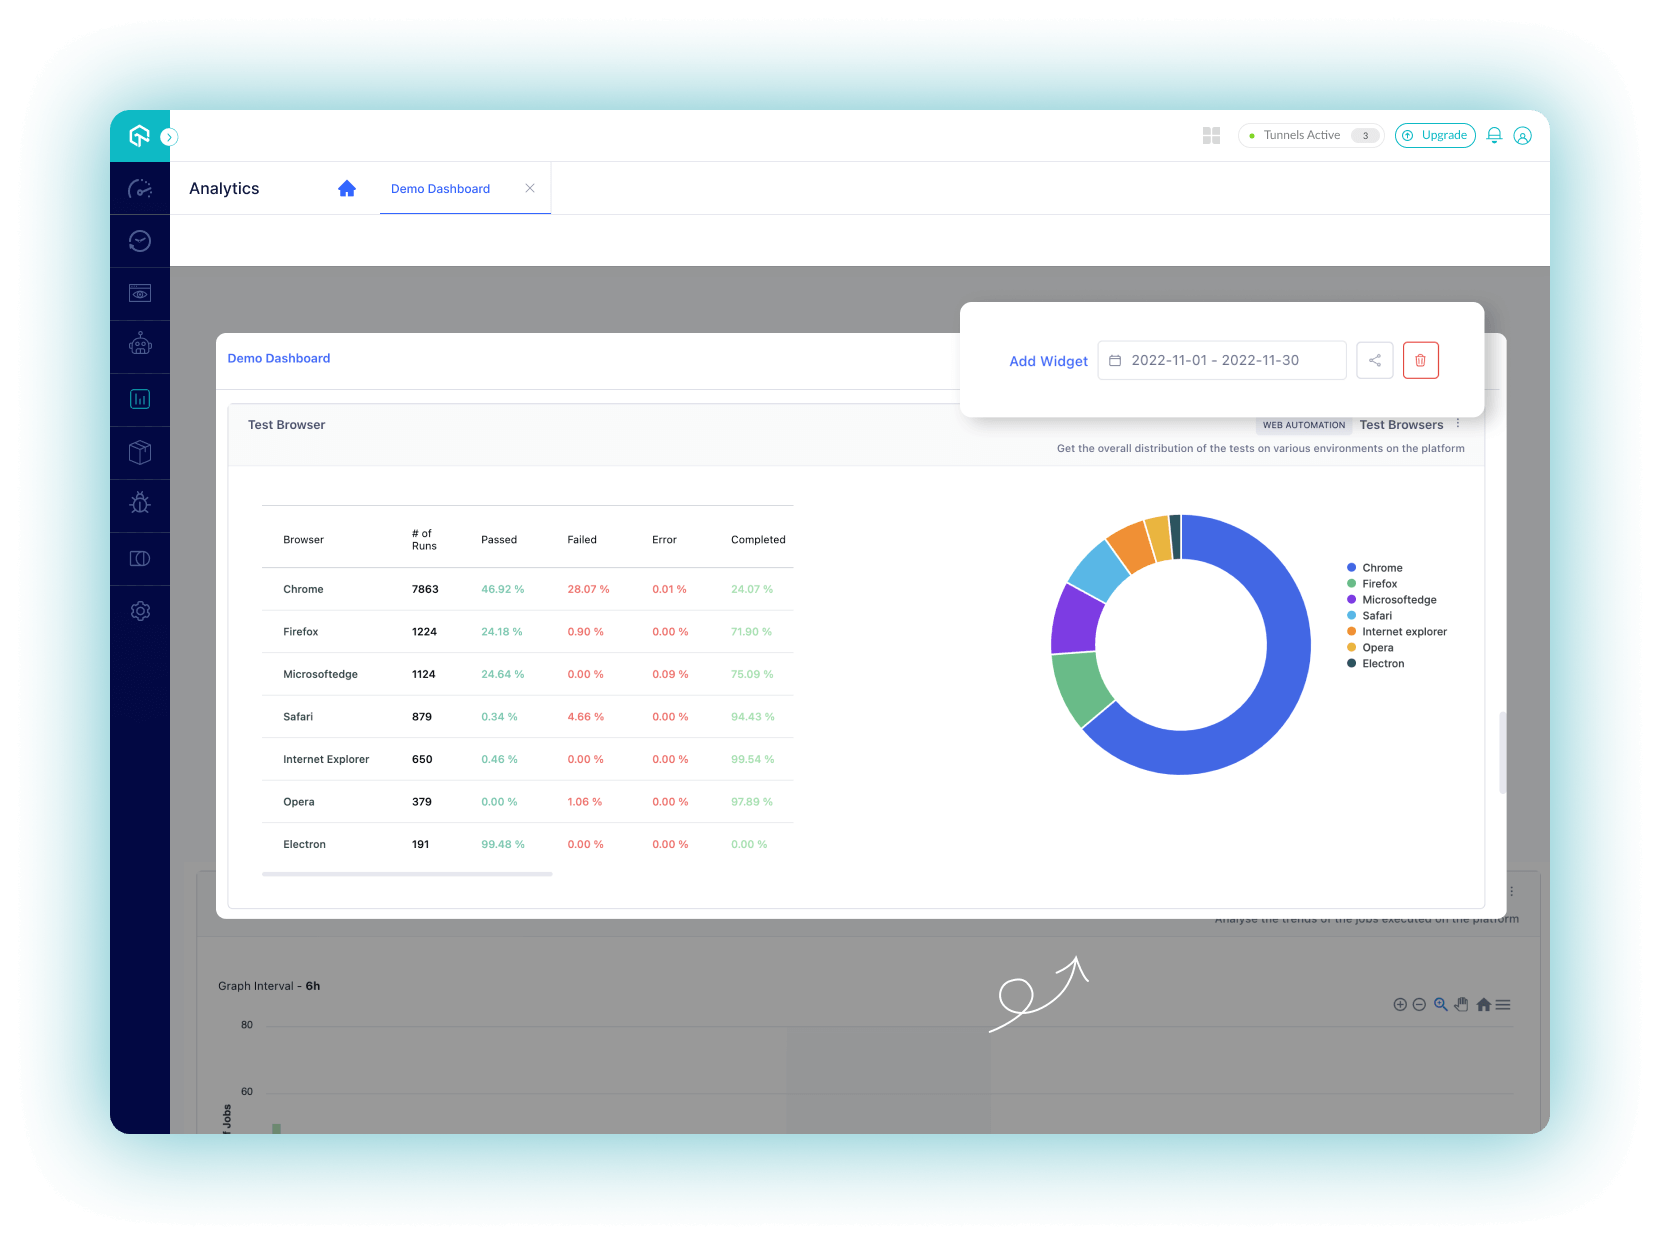 Tunnels Active 3
Upgrade
Analytics
Demo Dashboard
Demo Dashboard
Add Widget
2022-11-01 - 2022-11-30
Test Browser
WEB AUTOMATION Test Browsers
Get the overall distribution of the tests on various environments on the platform
Browser # of Runs Passed Failed Error Completed
Chrome 7863 46.92 % 28.07 % 0.01 % 24.07 %
Firefox 1224 24.18 % 0.90 % 0.00 % 71.90 %
Microsoftedge 1124 24.64 % 0.00 % 0.09 % 75.09 %
Safari 879 0.34 % 4.66 % 0.00 % 94.43 %
Internet Explorer 650 0.46 % 0.00 % 0.00 % 99.54 %
Opera 379 0.00 % 1.06 % 0.00 % 97.89 %
Electron 191 99.48 % 0.00 % 0.00 % 0.00 %
Chrome
Firefox
Microsoftedge
Safari
Internet explorer
Opera
Electron
Analyse the trends of the jobs executed on the platform
Graph Interval - 6h
80
60
Jobs